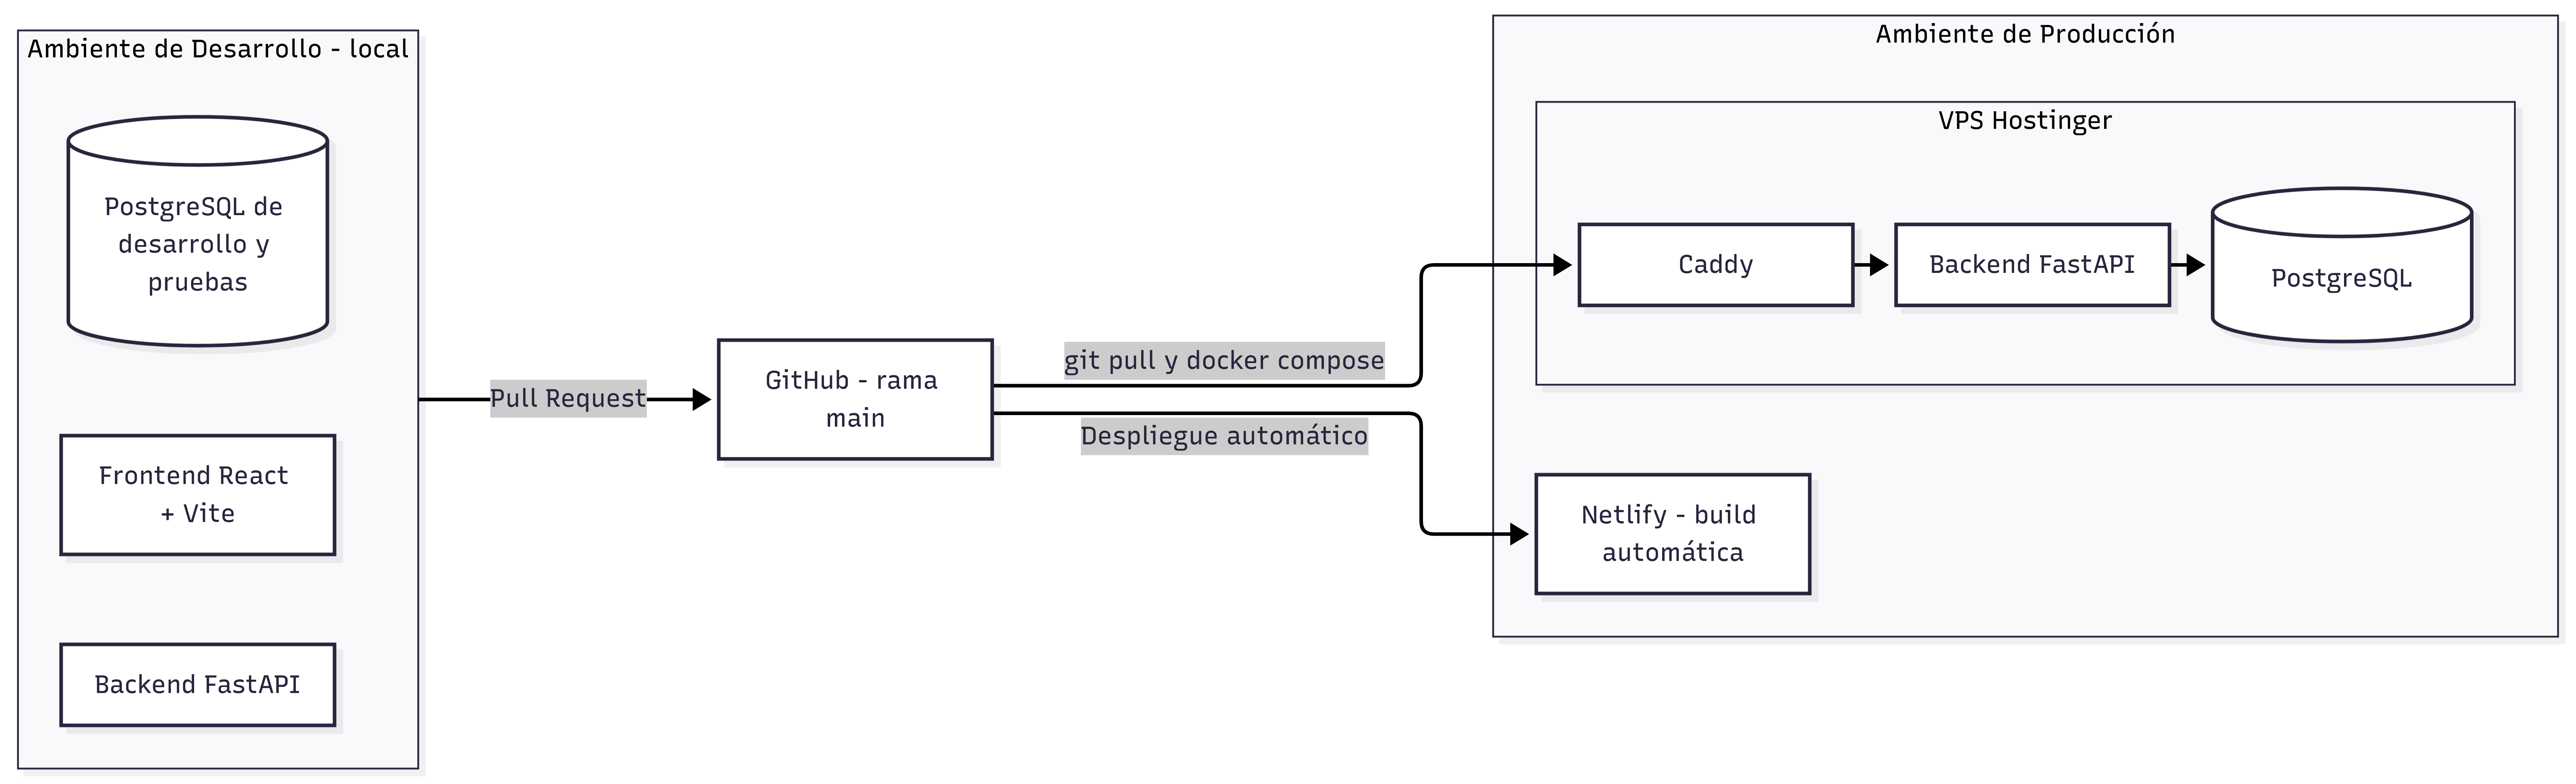 Ambiente de Desarrollo - local
PostgreSQL de
desarrollo y
pruebas
Frontend React
+ Vite
Backend FastAPI
Pull Request
GitHub - rama
main
git pull y docker compose
Despliegue automático
Ambiente de Producción
VPS Hostinger
Caddy
Backend FastAPI
PostgreSQL
Netlify - build
automática